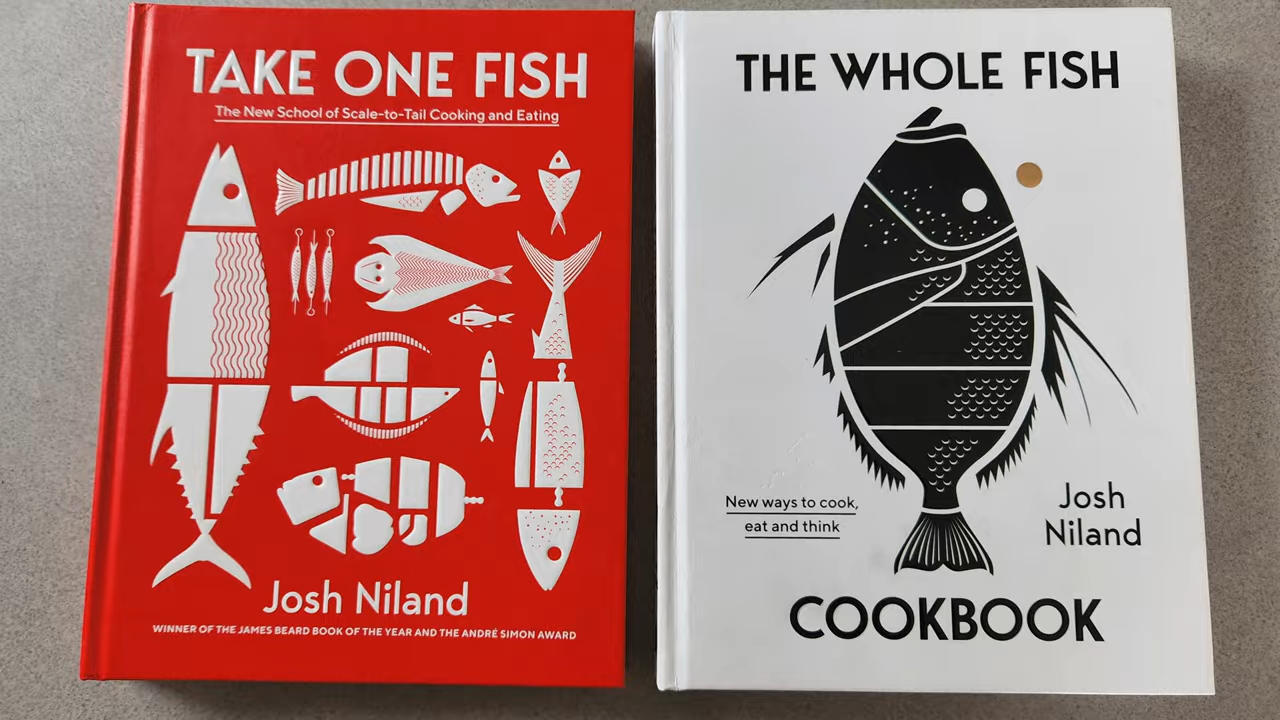 TAKE ONE FISH
The New School of Scale-to-Tail Cooking and Eating
Josh Niland
WINNER OF THE JAMES BEARD BOOK OF THE YEAR AND THE ANDRÉ SIMON AWARD
THE WHOLE FISH
New ways to cook,
eat and think
Josh
Niland
COOKBOOK